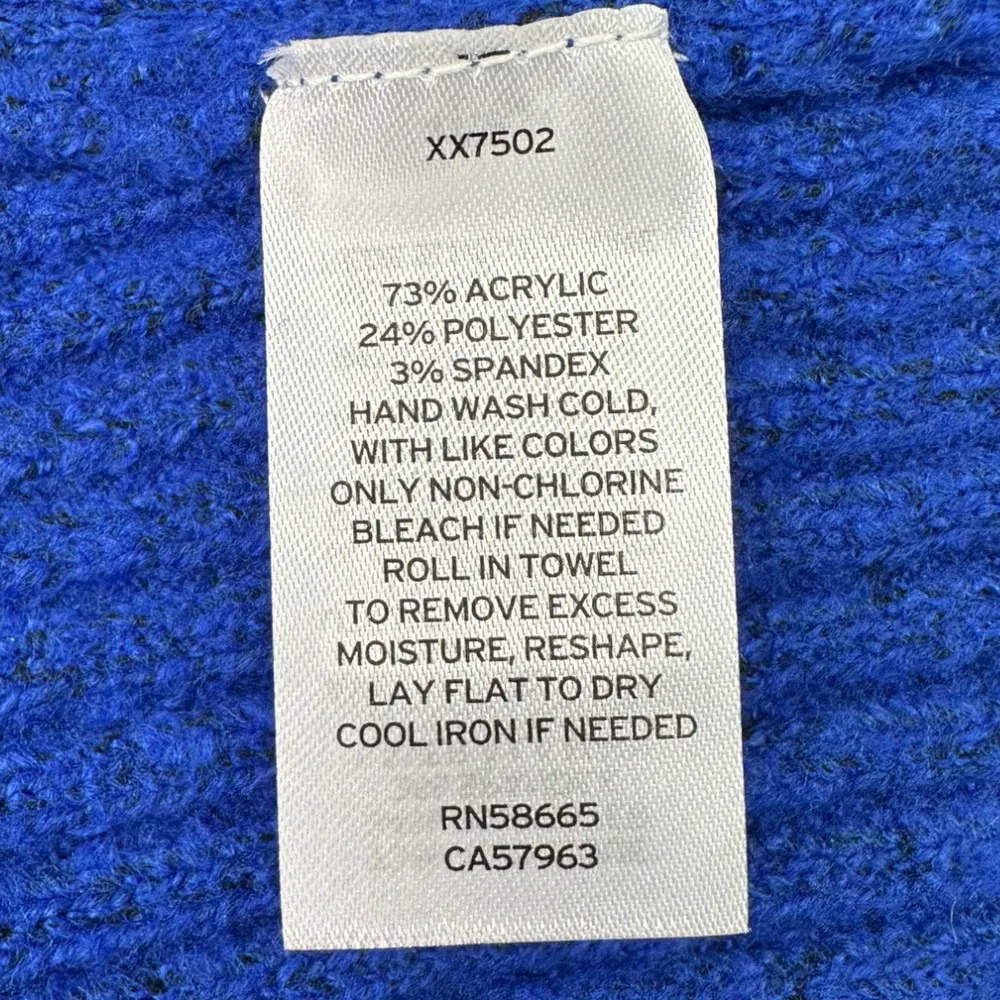 XX7502
73% ACRYLIC
24% POLYESTER
3% SPANDEX
HAND WASH COLD,
WITH LIKE COLORS
ONLY NON-CHLORINE
BLEACH IF NEEDED
ROLL IN TOWEL
TO REMOVE EXCESS
MOISTURE, RESHAPE,
LAY FLAT TO DRY
COOL IRON IF NEEDED
RN58665
CA57963